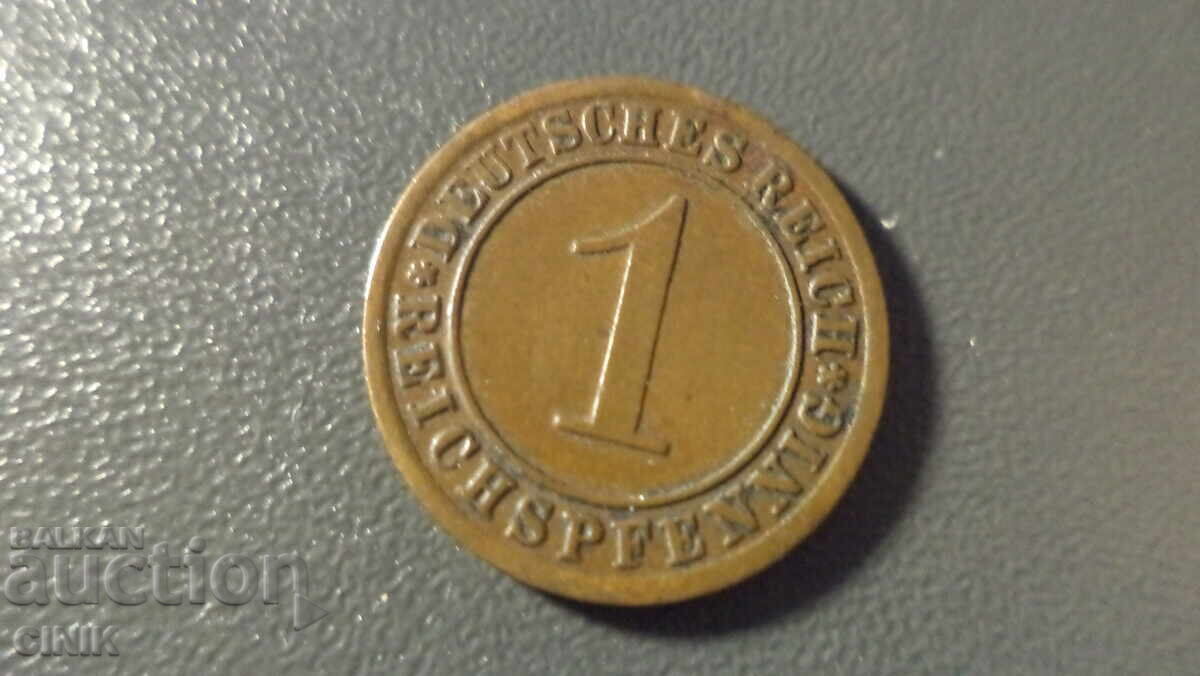 DEUTSCHES REICH
1
*REICHSPFENNIG*
BALKAN
auction
CINIK